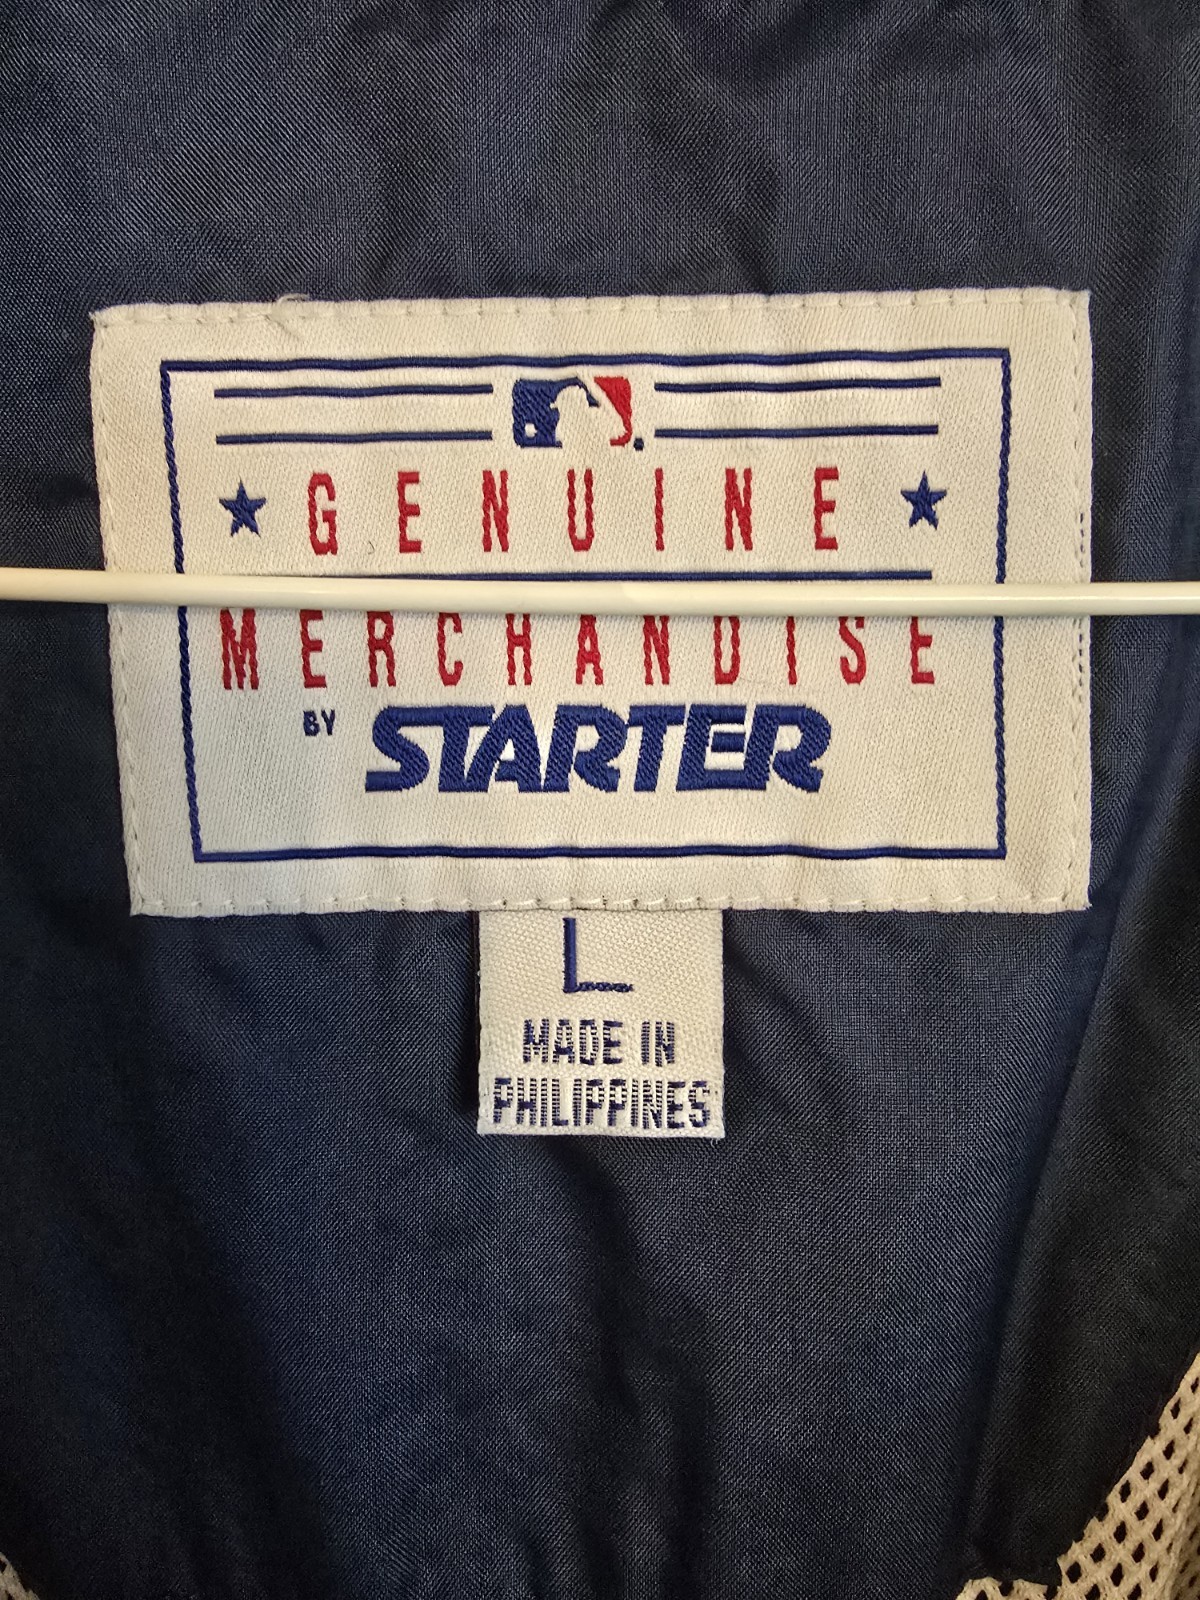 GENUINE
MERCHANDISE
BY STARTER
L
MADE IN
PHILIPPINES